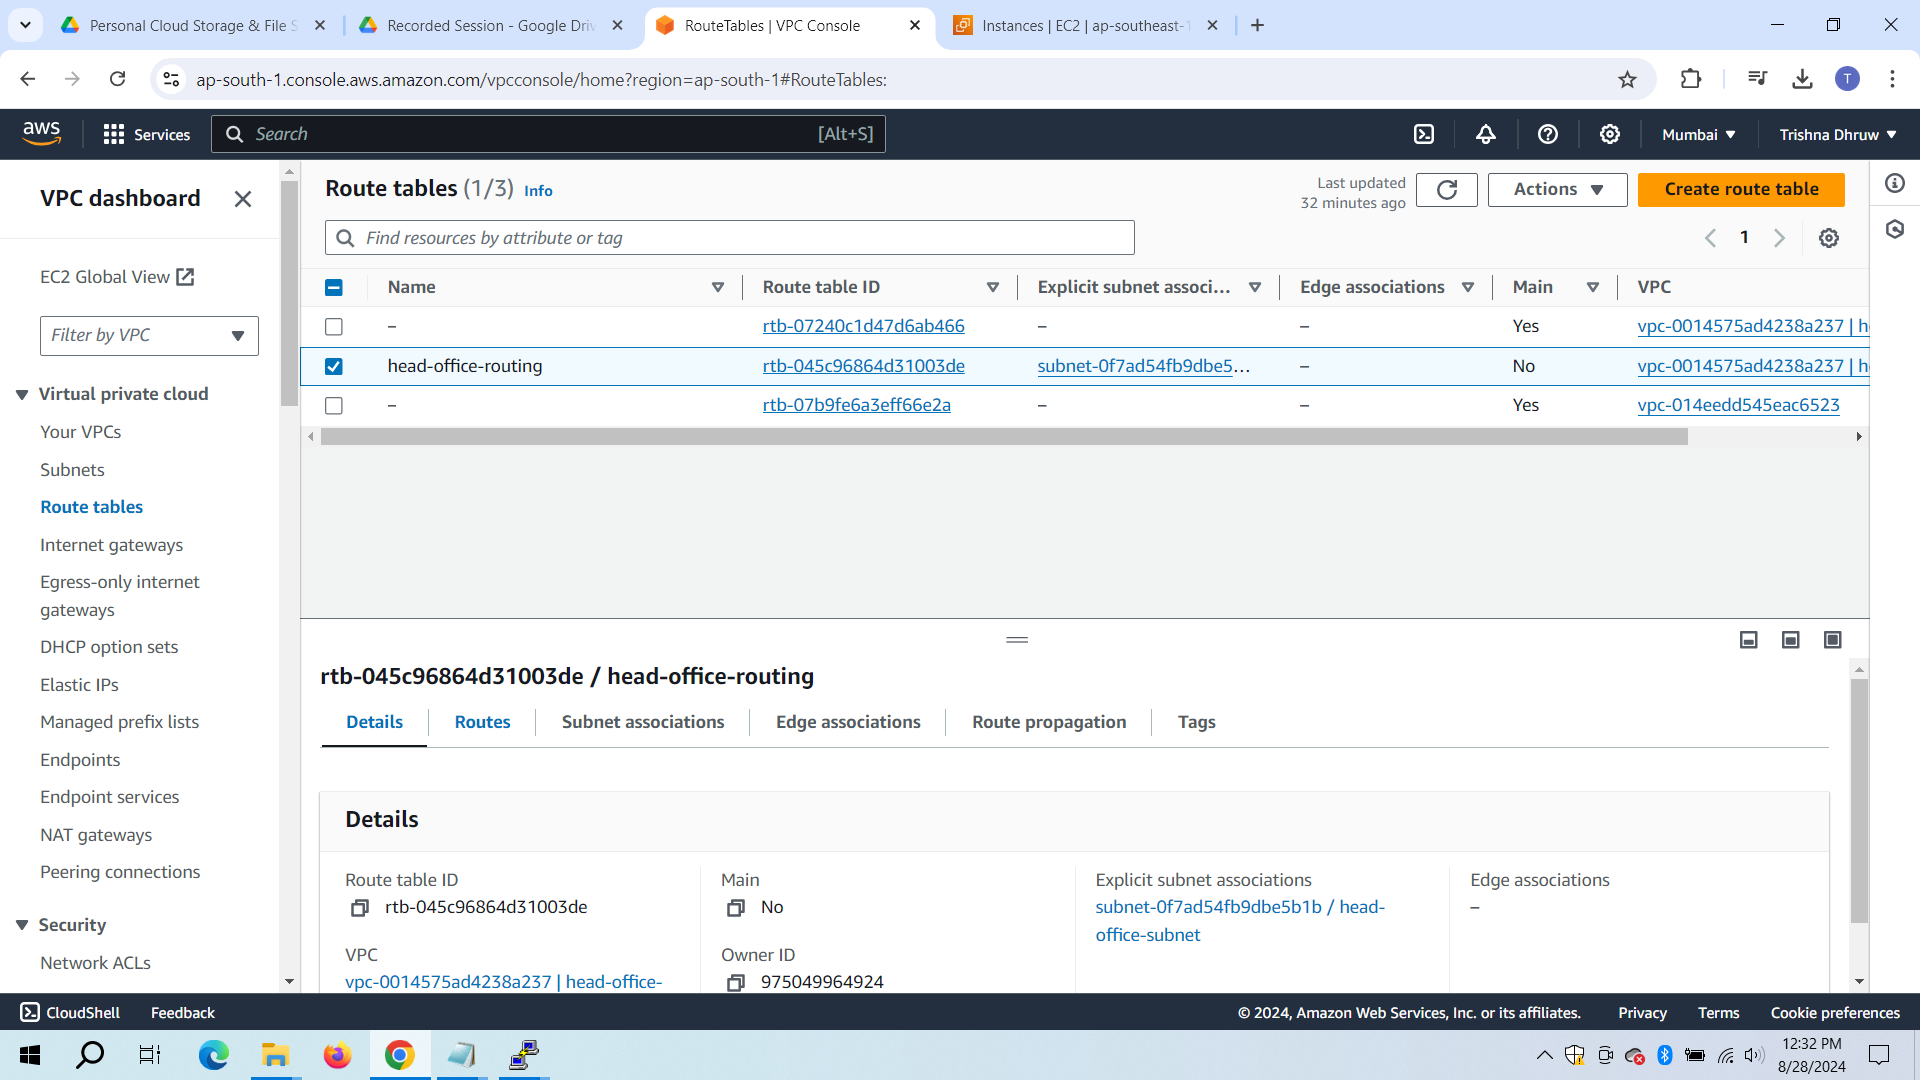 Personal Cloud Storage & File S
Recorded Session - Google Driv
RouteTables | VPC Console
Instances | EC2 | ap-southeast-1
ap-south-1.console.aws.amazon.com/vpcconsole/home?region=ap-south-1#RouteTables:
T
aws
Services
Search
[Alt+S]
Mumbai
Trishna Dhruw
VPC dashboard
EC2 Global View
Filter by VPC
Virtual private cloud
Your VPCs
Subnets
Route tables
Internet gateways
Egress-only internet
gateways
DHCP option sets
Elastic IPs
Managed prefix lists
Endpoints
Endpoint services
NAT gateways
Peering connections
Security
Network ACLs
Route tables (1/3) Info
Last updated
32 minutes ago
Actions
Create route table
Find resources by attribute or tag
1
Name Route table ID Explicit subnet associ... Edge associations Main VPC
– rtb-07240c1d47d6ab466 – – Yes vpc-0014575ad4238a237 | h
head-office-routing rtb-045c96864d31003de subnet-0f7ad54fb9dbe5... – No vpc-0014575ad4238a237 | h
– rtb-07b9fe6a3eff66e2a – – Yes vpc-014eedd545eac6523
rtb-045c96864d31003de / head-office-routing
Details Routes Subnet associations Edge associations Route propagation Tags
Details
Route table ID
rtb-045c96864d31003de
VPC
vpc-0014575ad4238a237 | head-office-
Main
No
Owner ID
975049964924
Explicit subnet associations
subnet-0f7ad54fb9dbe5b1b / head-
office-subnet
Edge associations
–
CloudShell
Feedback
© 2024, Amazon Web Services, Inc. or its affiliates.
Privacy
Terms
Cookie preferences
12:32 PM
8/28/2024